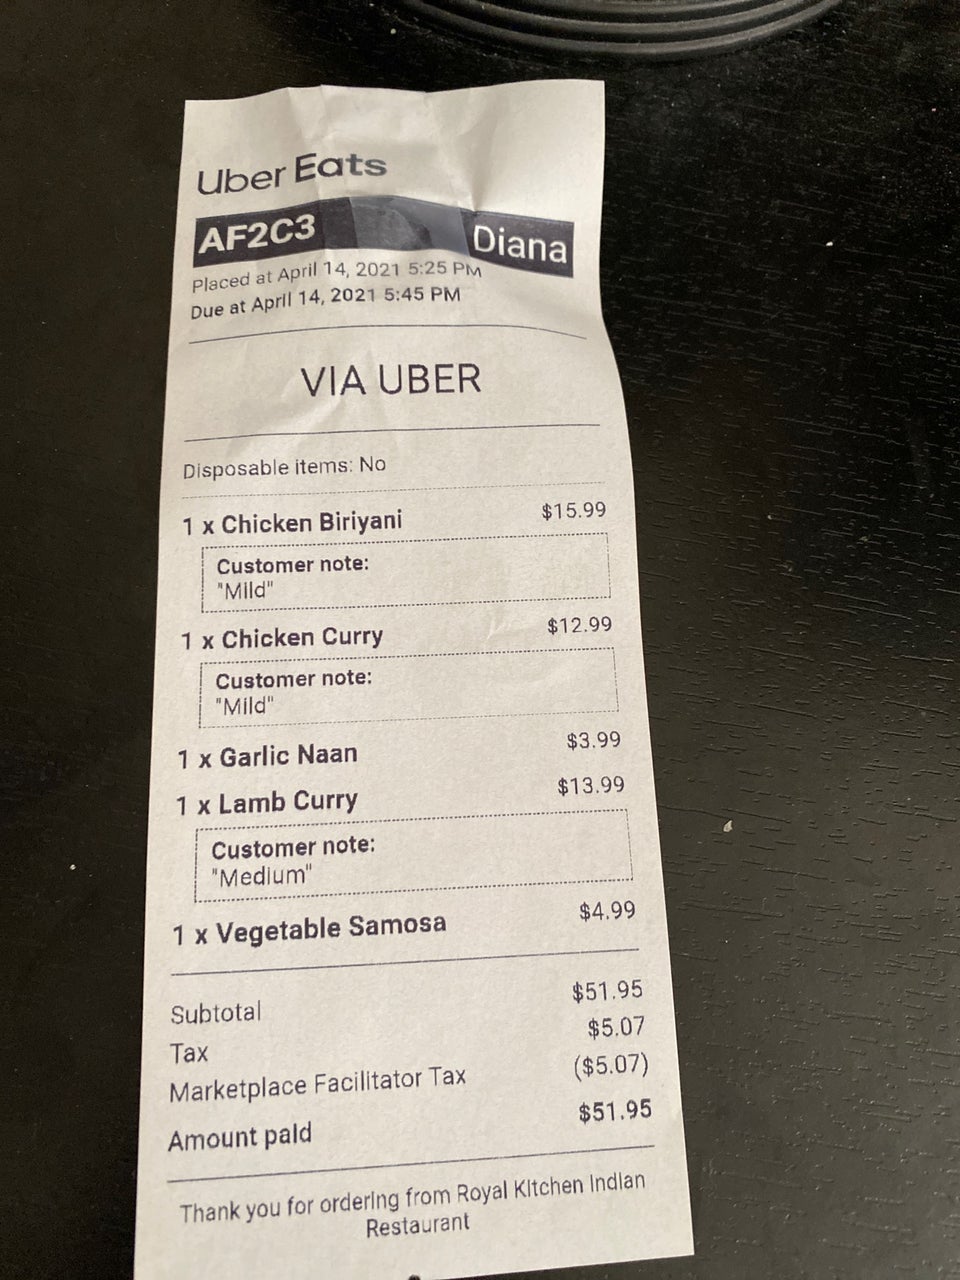 Uber Eats
AF2C3 Diana
Placed at April 14, 2021 5:25 PM
Due at April 14, 2021 5:45 PM
VIA UBER
Disposable items: No
1 x Chicken Biriyani $15.99
Customer note:
"Mild"
1 x Chicken Curry $12.99
Customer note:
"Mild"
1 x Garlic Naan $3.99
1 x Lamb Curry $13.99
Customer note:
"Medium"
1 x Vegetable Samosa $4.99
Subtotal $51.95
Tax $5.07
Marketplace Facilitator Tax ($5.07)
Amount paid $51.95
Thank you for ordering from Royal Kitchen Indian
Restaurant